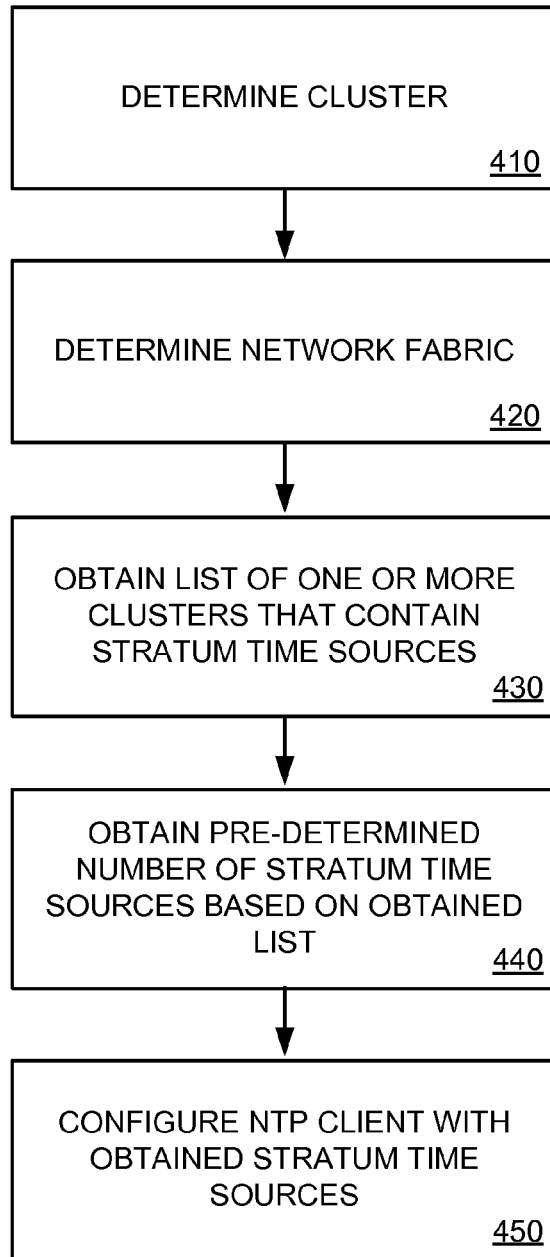 DETERMINE CLUSTER
410
DETERMINE NETWORK FABRIC
420
OBTAIN LIST OF ONE OR MORE
CLUSTERS THAT CONTAIN
STRATUM TIME SOURCES
430
OBTAIN PRE-DETERMINED
NUMBER OF STRATUM TIME
SOURCES BASED ON OBTAINED
LIST
440
CONFIGURE NTP CLIENT WITH
OBTAINED STRATUM TIME
SOURCES
450